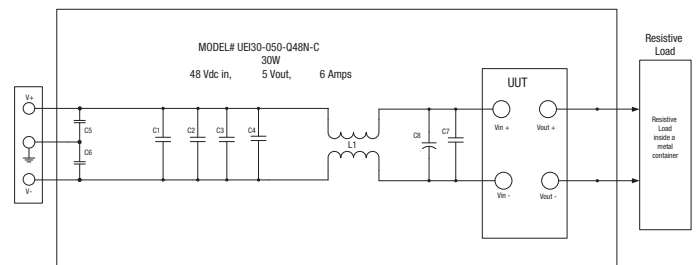 MODEL# UEI30-050-Q48N-C
30W
48 Vdc in, 5 Vout, 6 Amps
Resistive
Load
UUT
V+
V-
C5
C6
C1
C2
C3
C4
L1
C8
C7
Vin +
Vout +
Vin -
Vout -
Resistive
Load
inside a
metal
container